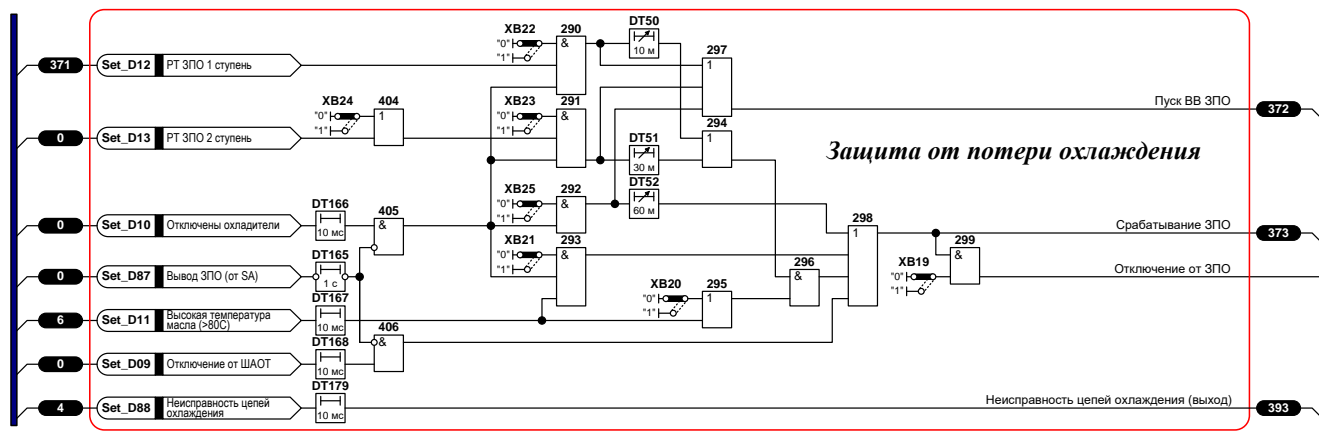 XB22
290
DT50
"0"
&
"1"
10 м
297
371
Set_D12
РТ ЗПО 1 ступень
1
XB24
404
XB23
291
"0"
1
"0"
&
Пуск ВВ ЗПО
372
"1"
"1"
294
0
Set_D13
РТ ЗПО 2 ступень
DT51
1
Защита от потери охлаждения
30 м
DT52
XB25
292
DT166
405
"0"
&
60 м
298
0
Set_D10
Отключены охладители
&
"1"
1
Срабатывание ЗПО
373
10 мс
XB21
293
299
DT165
"0"
&
296
XB19
&
0
Set_D87
Вывод ЗПО (от SA)
"1"
XB20
295
&
"0"
Отключение от ЗПО
1 с
"0"
1
"1"
DT167
"1"
6
Set_D11
Высокая температура
масла (>80С)
10 мс
406
DT168
&
0
Set_D09
Отключение от ШАОТ
10 мс
DT179
4
Set_D88
Неисправность цепей
охлаждения
Неисправность цепей охлаждения (выход)
393
10 мс